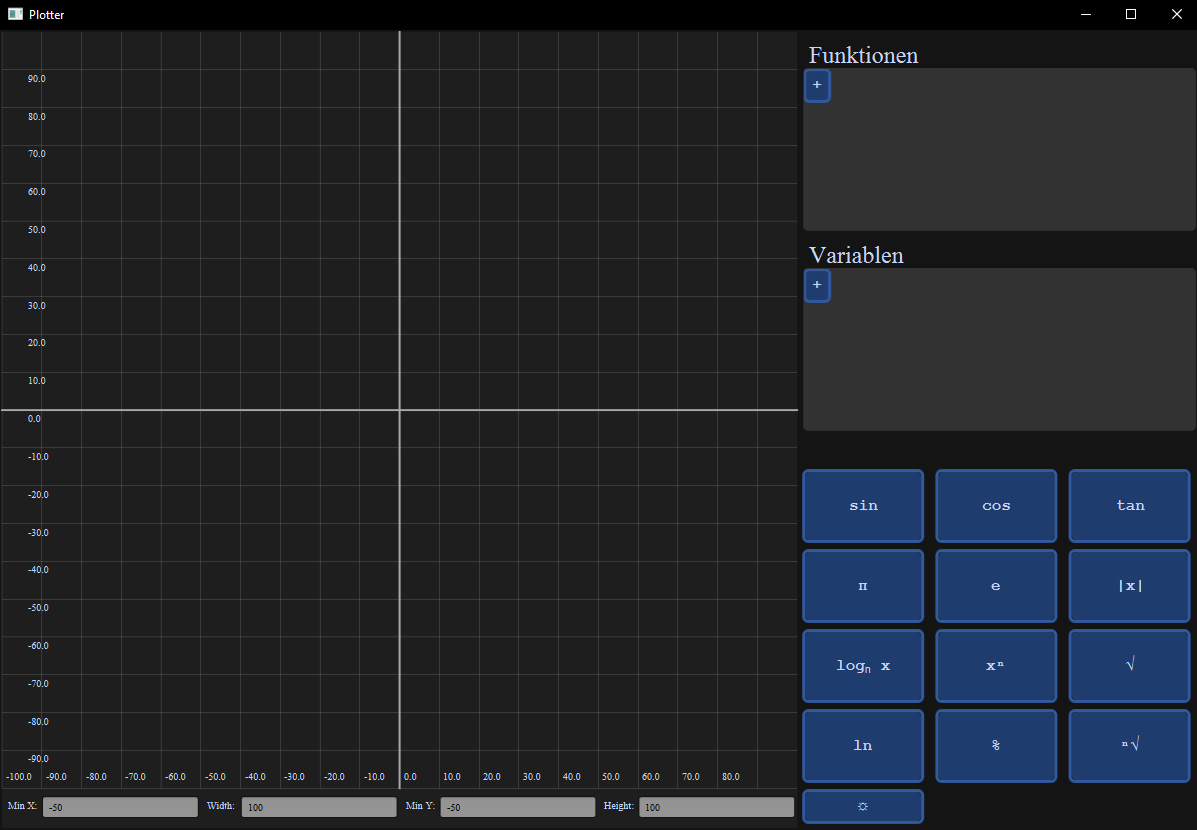 Plotter
Funktionen
+
Variablen
+
90.0
80.0
70.0
60.0
50.0
40.0
30.0
20.0
10.0
0.0
-10.0
-20.0
-30.0
-40.0
-50.0
-60.0
-70.0
-80.0
-90.0
-100.0 -90.0 -80.0 -70.0 -60.0 -50.0 -40.0 -30.0 -20.0 -10.0 0.0 10.0 20.0 30.0 40.0 50.0 60.0 70.0 80.0
Min X: -50 Width: 100 Min Y: -50 Height: 100
sin cos tan
π e |x|
logₙ x xⁿ √
ln % ⁿ√
☼